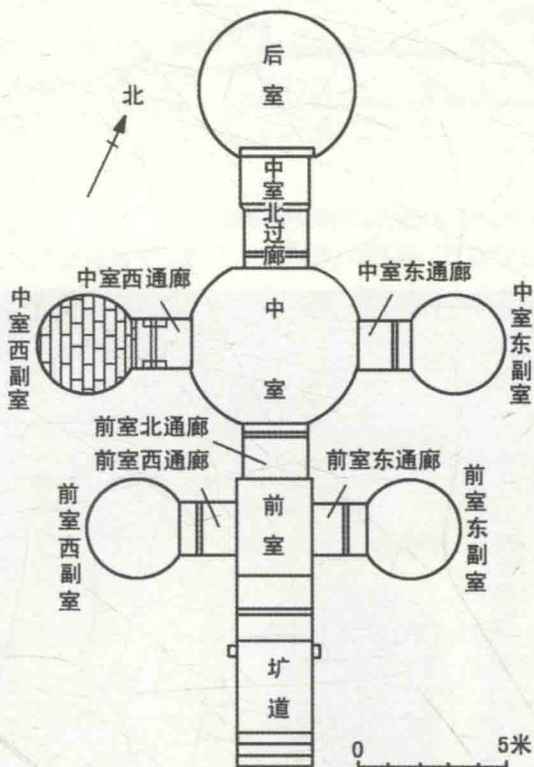 后室
北
中室北过廊
中室西通廊
中室东通廊
中室西副室
中室
中室东副室
前室北通廊
前室西通廊
前室东通廊
前室西副室
前室
前室东副室
圹道
0 5米